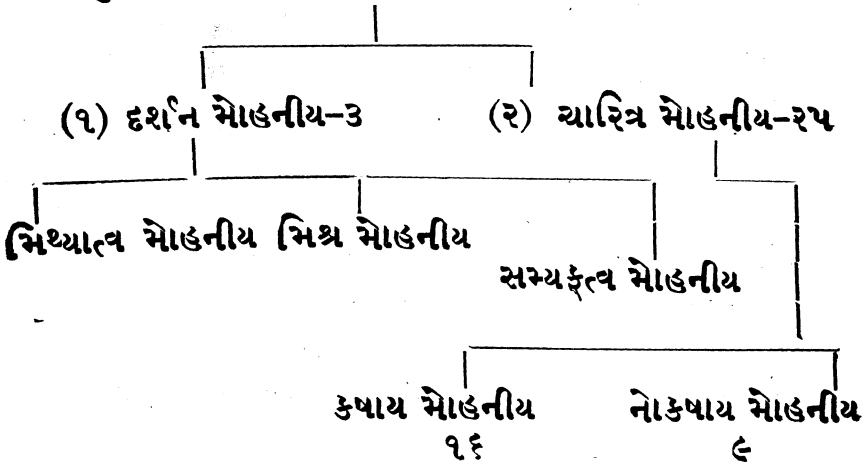 (૧) દર્શન મોહનીય-૩ (૨) ચારિત્ર મોહનીય-૨૫
મિથ્યાત્વ મોહનીય મિશ્ર મોહનીય
સમ્યક્ત્વ મોહનીય
કષાય મોહનીય નોકષાય મોહનીય
૧૬ ૯